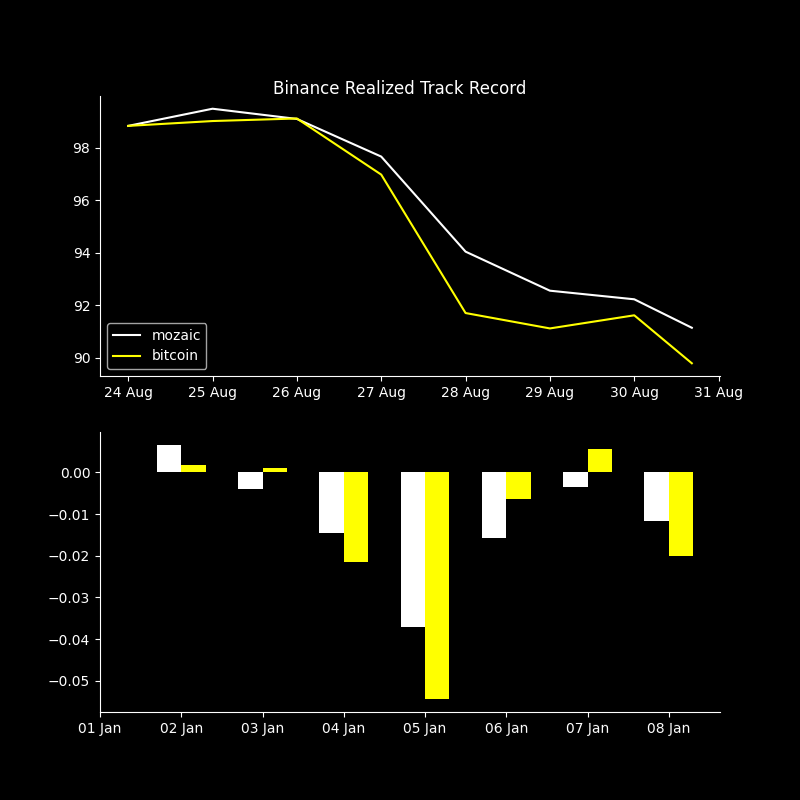 Binance Realized Track Record
98
96
94
92
90
mozaic
bitcoin
24 Aug 25 Aug 26 Aug 27 Aug 28 Aug 29 Aug 30 Aug 31 Aug
0.00
−0.01
−0.02
−0.03
−0.04
−0.05
01 Jan 02 Jan 03 Jan 04 Jan 05 Jan 06 Jan 07 Jan 08 Jan